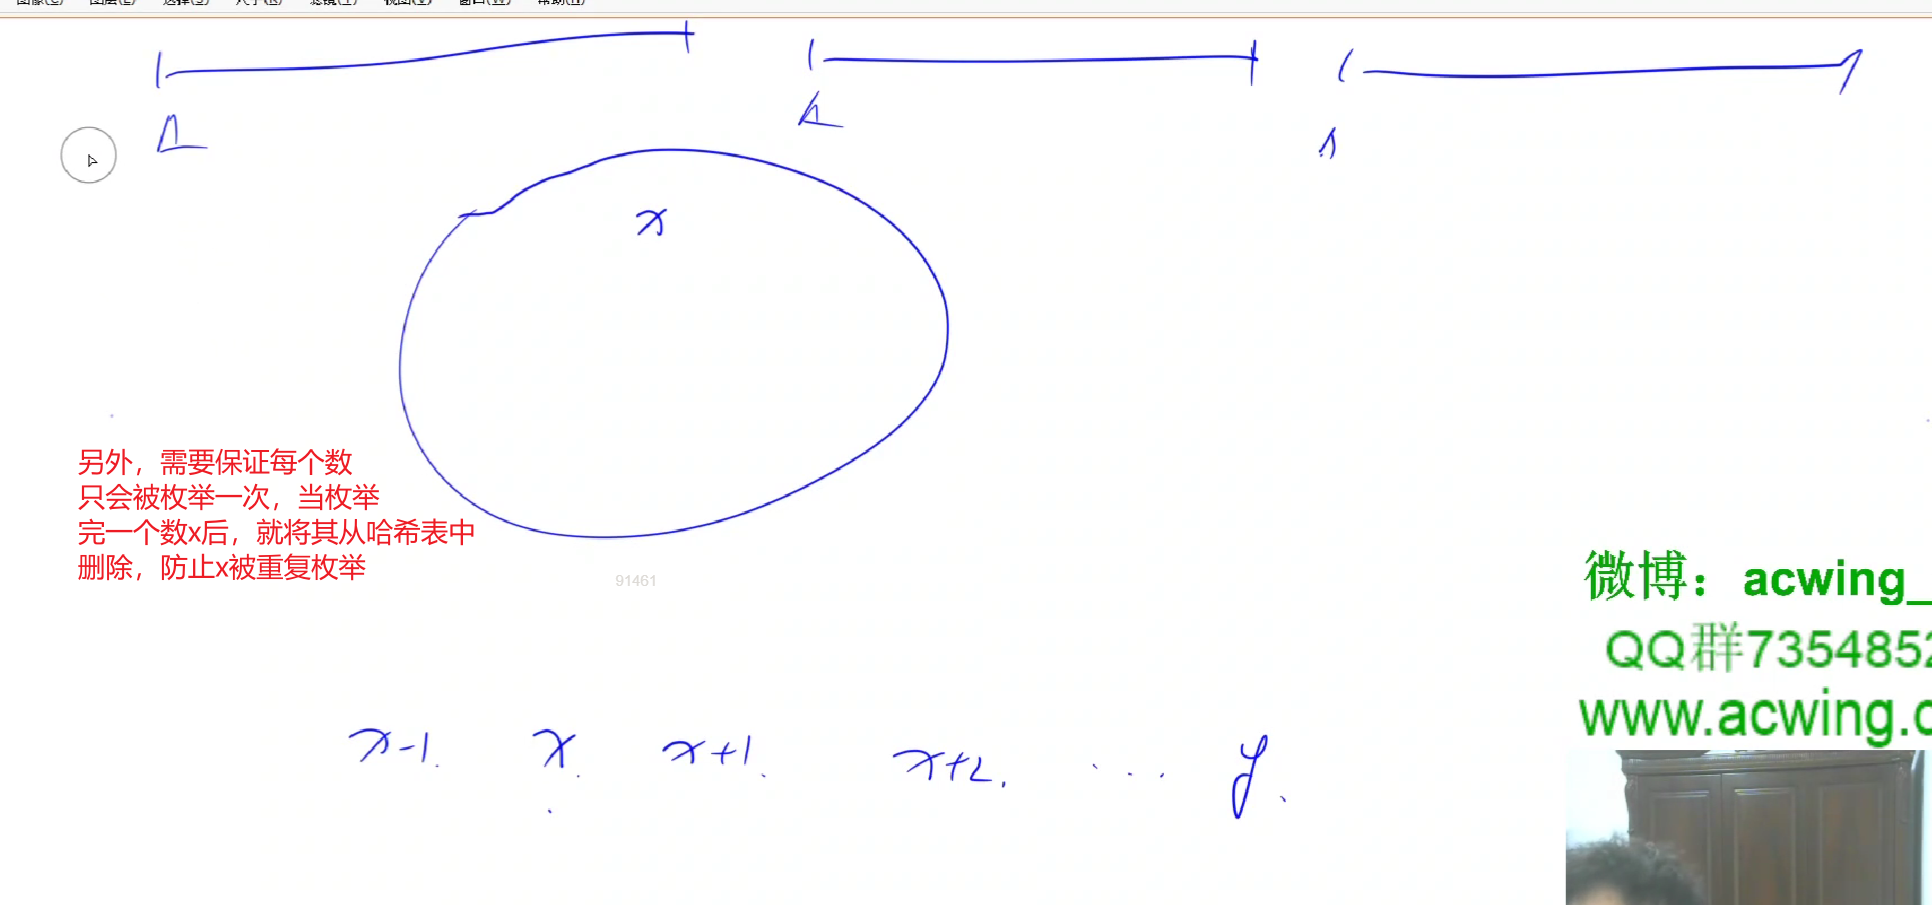 x
另外，需要保证每个数
只会被枚举一次，当枚举
完一个数x后，就将其从哈希表中
删除，防止x被重复枚举
91461
微博：acwing_
QQ群735485
www.acwing.
x-1. x. x+1. x+2. ... y.